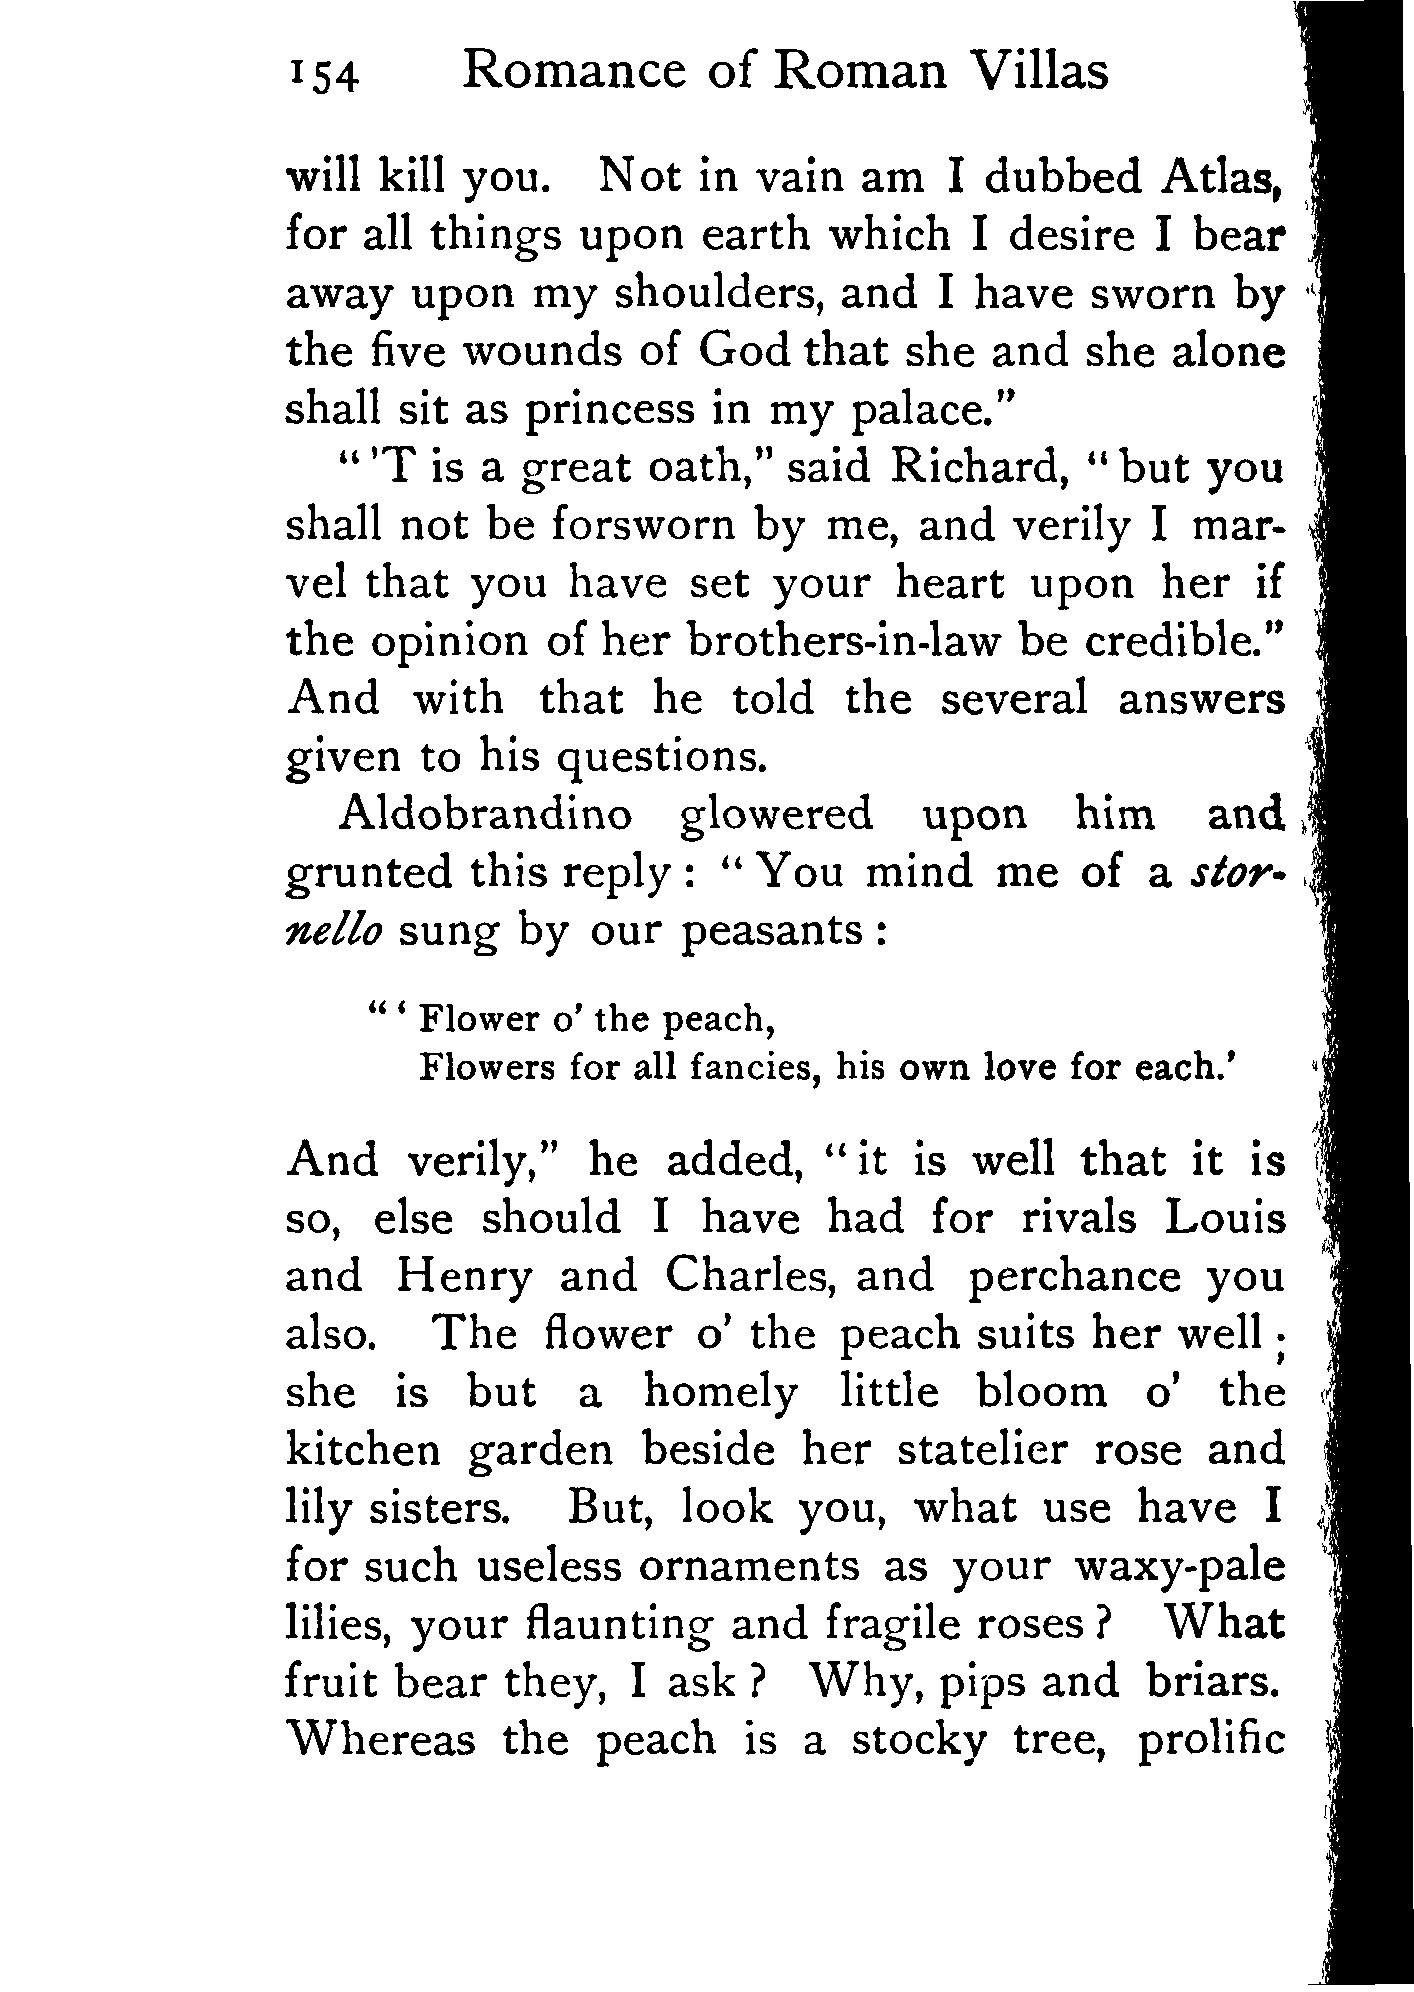 154 Romance of Roman Villas
will kill you. Not in vain am I dubbed Atlas,
for all things upon earth which I desire I bear
away upon my shoulders, and I have sworn by
the five wounds of God that she and she alone
shall sit as princess in my palace."
"'T is a great oath," said Richard, "but you
shall not be forsworn by me, and verily I mar-
vel that you have set your heart upon her if
the opinion of her brothers-in-law be credible."
And with that he told the several answers
given to his questions.
Aldobrandino glowered upon him and
grunted this reply: "You mind me of a stor-
nello sung by our peasants:
"'Flower o' the peach,
Flowers for all fancies, his own love for each.'
And verily," he added, "it is well that it is
so, else should I have had for rivals Louis
and Henry and Charles, and perchance you
also. The flower o' the peach suits her well;
she is but a homely little bloom o' the
kitchen garden beside her statelier rose and
lily sisters. But, look you, what use have I
for such useless ornaments as your waxy-pale
lilies, your flaunting and fragile roses? What
fruit bear they, I ask? Why, pips and briars.
Whereas the peach is a stocky tree, prolific